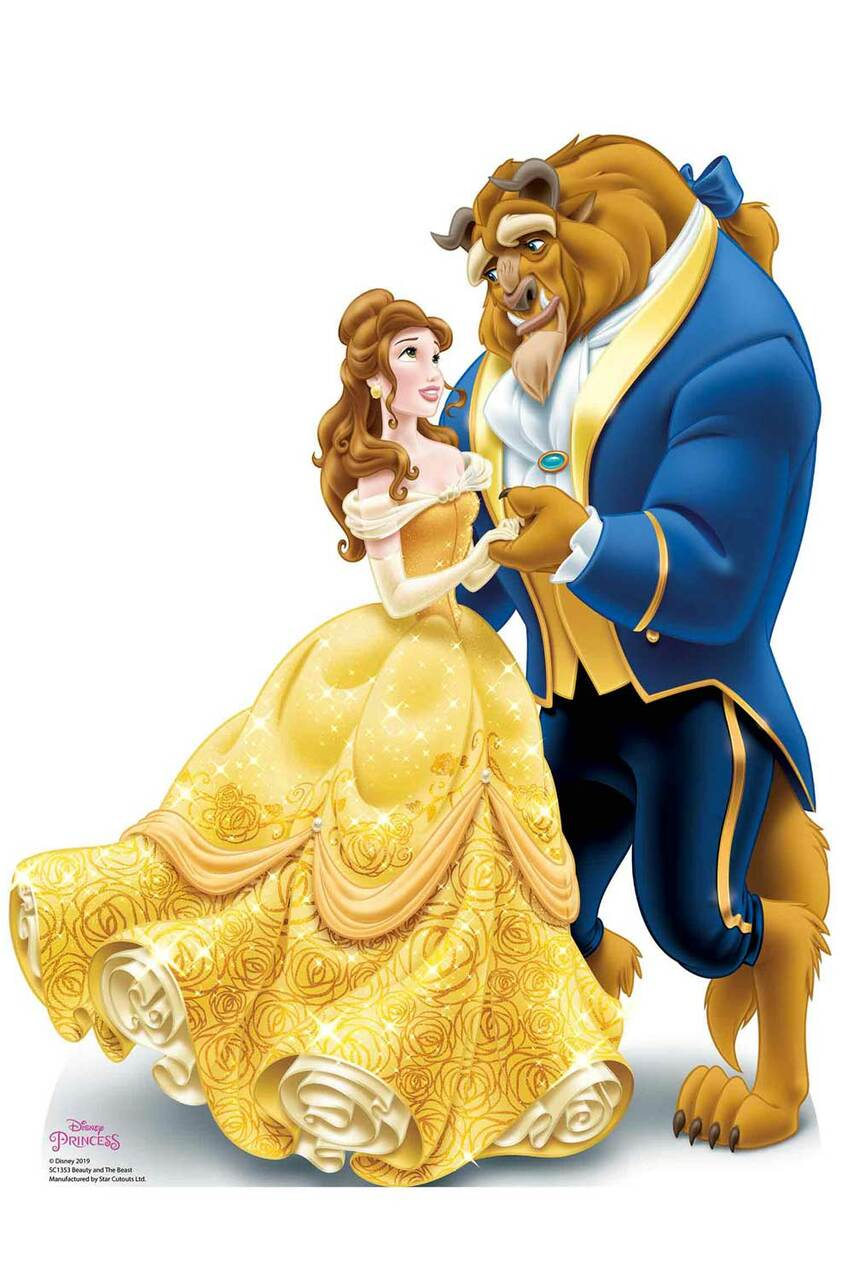 Disney
PRINCESS
© Disney 2019
SC1353 Beauty and The Beast
Manufactured by Star Cutouts Ltd.